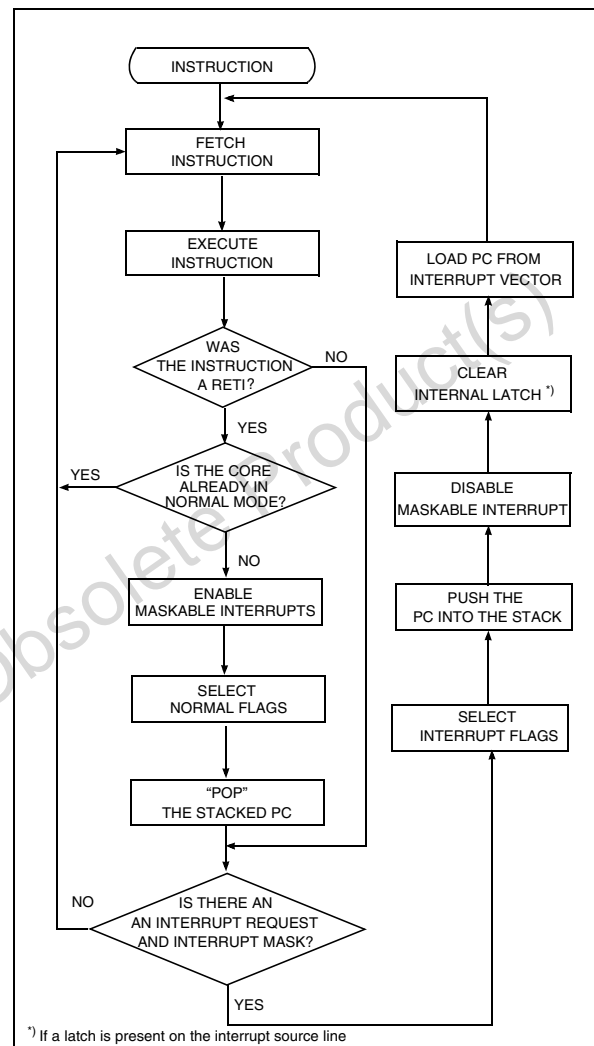 INSTRUCTION
FETCH
INSTRUCTION
EXECUTE
INSTRUCTION
WAS
THE INSTRUCTION
A RETI?
NO
YES
IS THE CORE
ALREADY IN
NORMAL MODE?
YES
NO
ENABLE
MASKABLE INTERRUPTS
SELECT
NORMAL FLAGS
“POP”
THE STACKED PC
IS THERE AN
AN INTERRUPT REQUEST
AND INTERRUPT MASK?
NO
YES
SELECT
INTERRUPT FLAGS
PUSH THE
PC INTO THE STACK
DISABLE
MASKABLE INTERRUPT
CLEAR
INTERNAL LATCH *)
LOAD PC FROM
INTERRUPT VECTOR
*) If a latch is present on the interrupt source line
Obsolete Product(s)